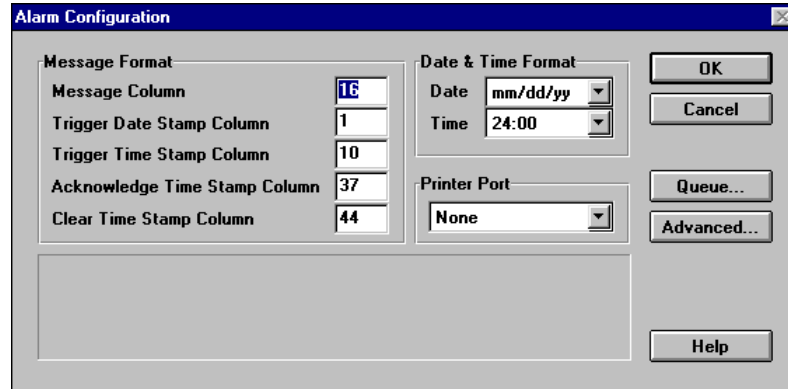 Alarm Configuration
Message Format
Message Column 16
Trigger Date Stamp Column 1
Trigger Time Stamp Column 10
Acknowledge Time Stamp Column 37
Clear Time Stamp Column 44
Date & Time Format
Date mm/dd/yy
Time 24:00
Printer Port
None
OK
Cancel
Queue...
Advanced...
Help